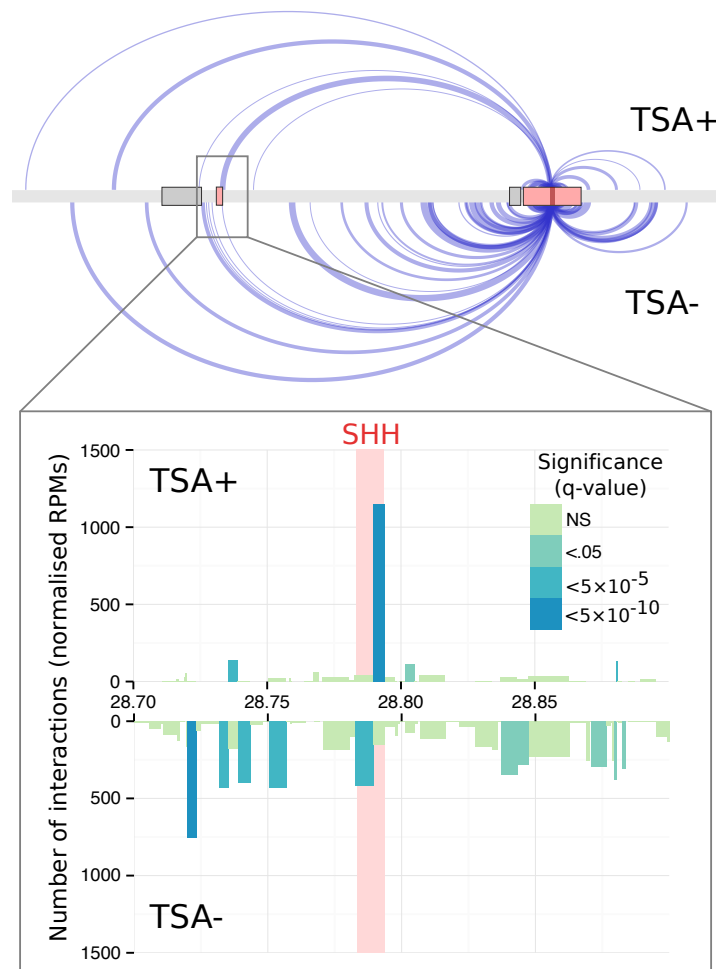 TSA+
TSA-
SHH
Number of interactions (normalised RPMs)
1500
TSA+
Significance
(q-value)
NS
<.05
<5×10-5
<5×10-10
1000
500
0
28.70
28.75
28.80
28.85
0
500
1000
TSA-
1500